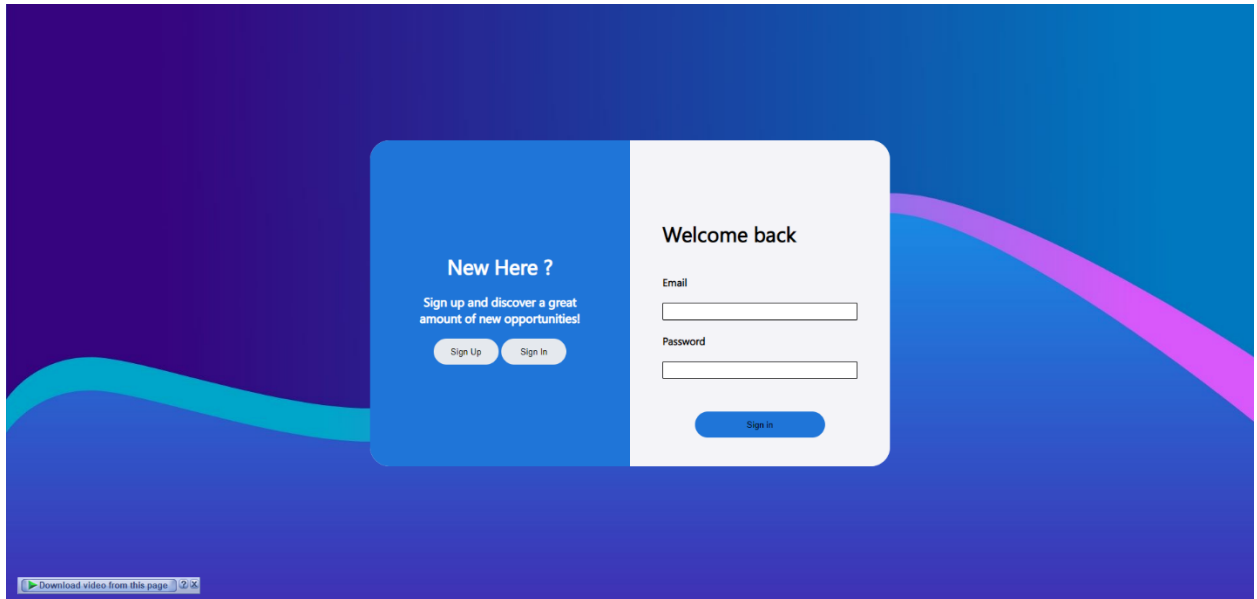 New Here ?
Sign up and discover a great
amount of new opportunities!
Sign Up
Sign In
Welcome back
Email
Password
Sign in
Download video from this page
?
X